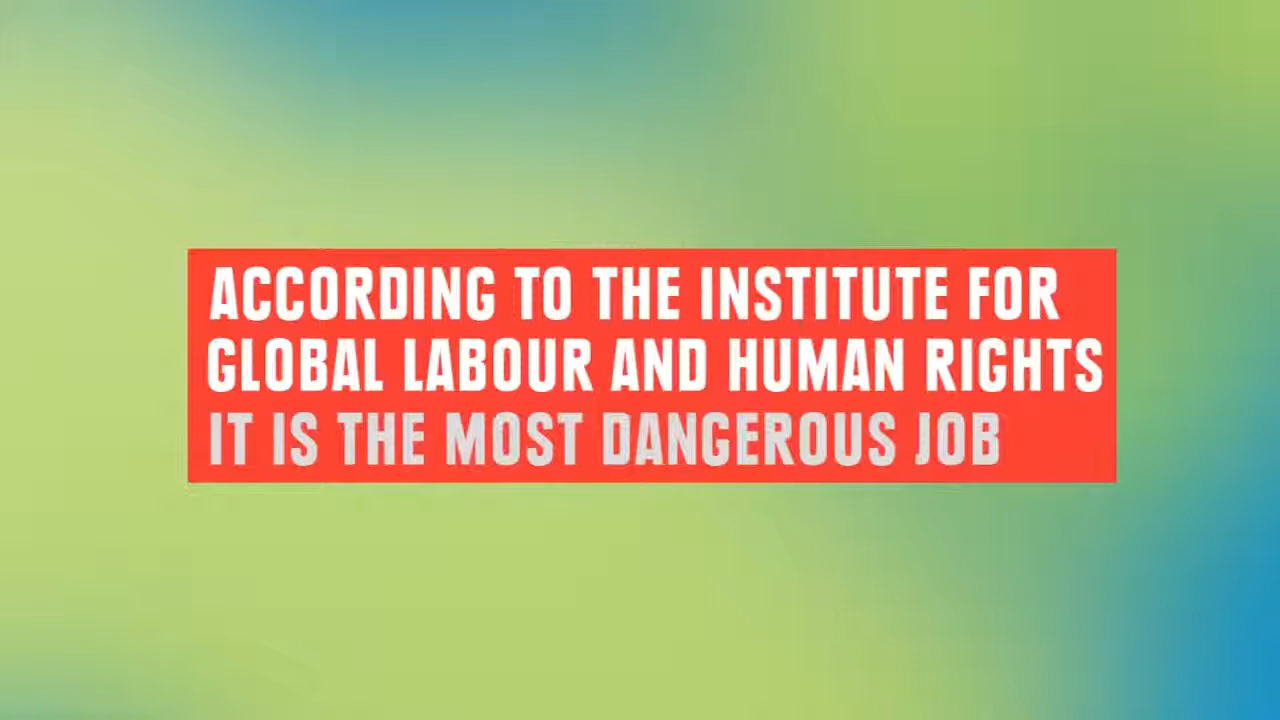 ACCORDING TO THE INSTITUTE FOR
GLOBAL LABOUR AND HUMAN RIGHTS
IT IS THE MOST DANGEROUS JOB